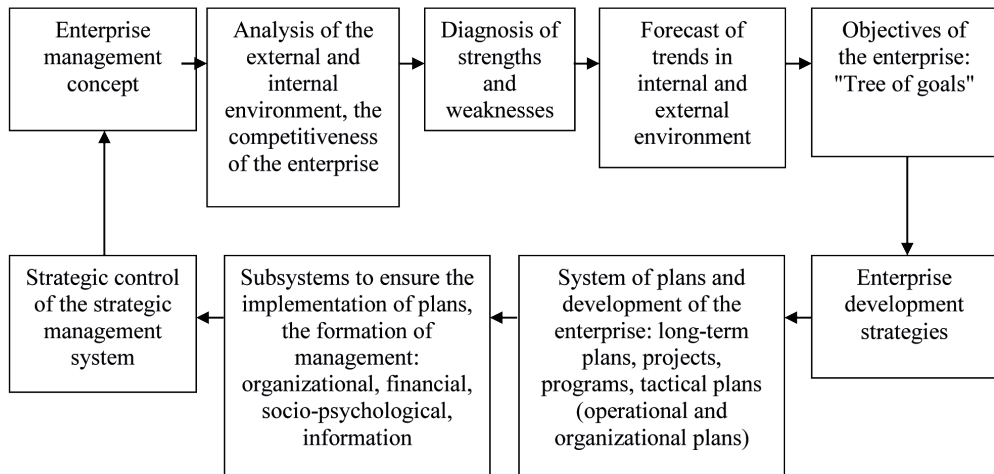 Enterprise
management
concept
Analysis of the
external and
internal
environment, the
competitiveness
of the enterprise
Diagnosis of
strengths
and
weaknesses
Forecast of
trends in
internal and
external
environment
Objectives of
the enterprise:
"Tree of goals"
Strategic control
of the strategic
management
system
Subsystems to ensure the
implementation of plans,
the formation of
management:
organizational, financial,
socio-psychological,
information
System of plans and
development of the
enterprise: long-term
plans, projects,
programs, tactical plans
(operational and
organizational plans)
Enterprise
development
strategies